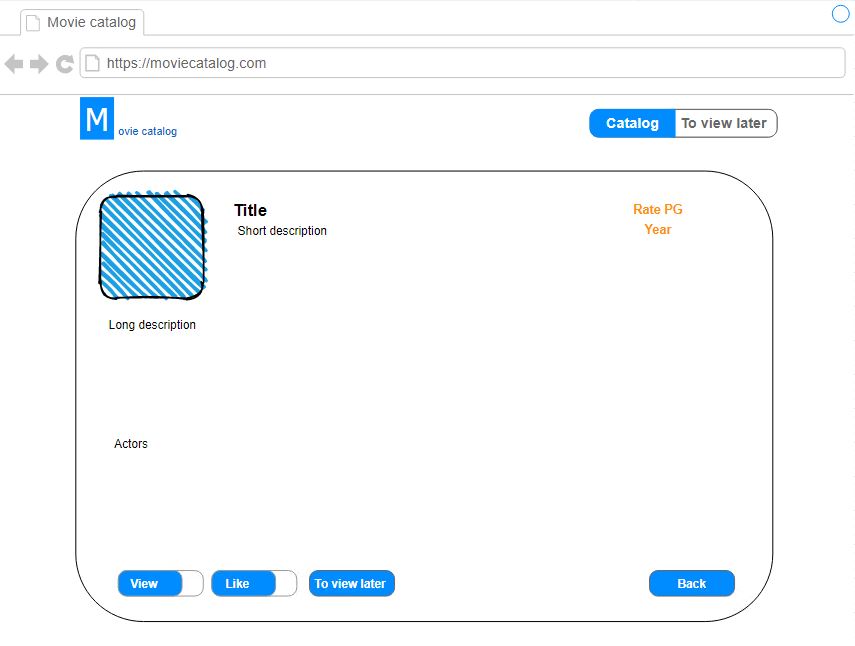 Movie catalog
https://moviecatalog.com
M ovie catalog
Catalog To view later
Title
Short description
Rate PG
Year
Long description
Actors
View Like To view later Back